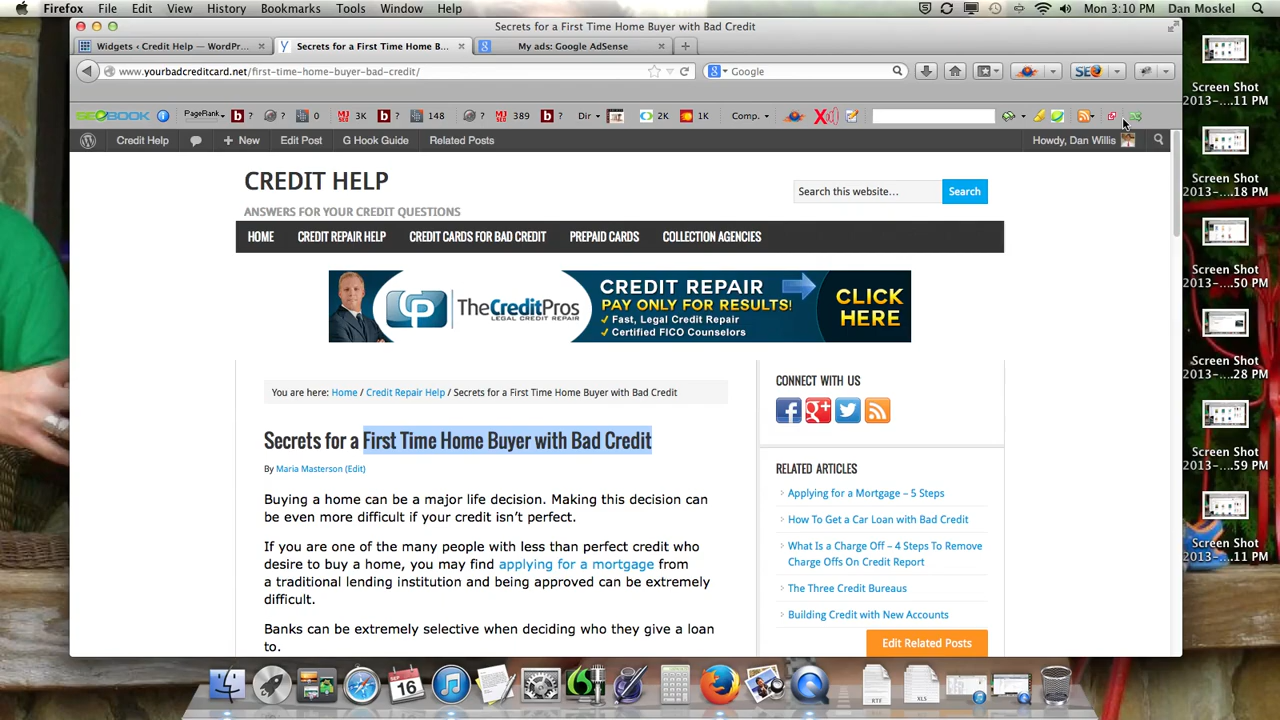 Firefox File Edit View History Bookmarks Tools Window Help Mon 3:10 PM Dan Moskel
Secrets for a First Time Home Buyer with Bad Credit
Widgets ‹ Credit Help — WordPr...
Secrets for a First Time Home B...
My ads: Google AdSense
www.yourbadcreditcard.net/first-time-home-buyer-bad-credit/
Google
SEO
PageRank
? ? 0 3K ? 148 ? 389 ? Dir 2K 1K Comp.
Credit Help New Edit Post G Hook Guide Related Posts Howdy, Dan Willis
CREDIT HELP
ANSWERS FOR YOUR CREDIT QUESTIONS
Search this website... Search
HOME CREDIT REPAIR HELP CREDIT CARDS FOR BAD CREDIT PREPAID CARDS COLLECTION AGENCIES
TheCreditPros
LEGAL CREDIT REPAIR
CREDIT REPAIR
PAY ONLY FOR RESULTS!
✓ Fast, Legal Credit Repair
✓ Certified FICO Counselors
CLICK
HERE
You are here: Home / Credit Repair Help / Secrets for a First Time Home Buyer with Bad Credit
Secrets for a First Time Home Buyer with Bad Credit
By Maria Masterson (Edit)
Buying a home can be a major life decision. Making this decision can
be even more difficult if your credit isn't perfect.
If you are one of the many people with less than perfect credit who
desire to buy a home, you may find applying for a mortgage from
a traditional lending institution and being approved can be extremely
difficult.
Banks can be extremely selective when deciding who they give a loan
to.
CONNECT WITH US
RELATED ARTICLES
Applying for a Mortgage – 5 Steps
How To Get a Car Loan with Bad Credit
What Is a Charge Off – 4 Steps To Remove
Charge Offs On Credit Report
The Three Credit Bureaus
Building Credit with New Accounts
Edit Related Posts
Screen Shot
2013-....11 PM
Screen Shot
2013-....18 PM
Screen Shot
2013-....50 PM
Screen Shot
2013-....28 PM
Screen Shot
2013-....59 PM
Screen Shot
2013-....11 PM
SEP
16
RTF
XLS